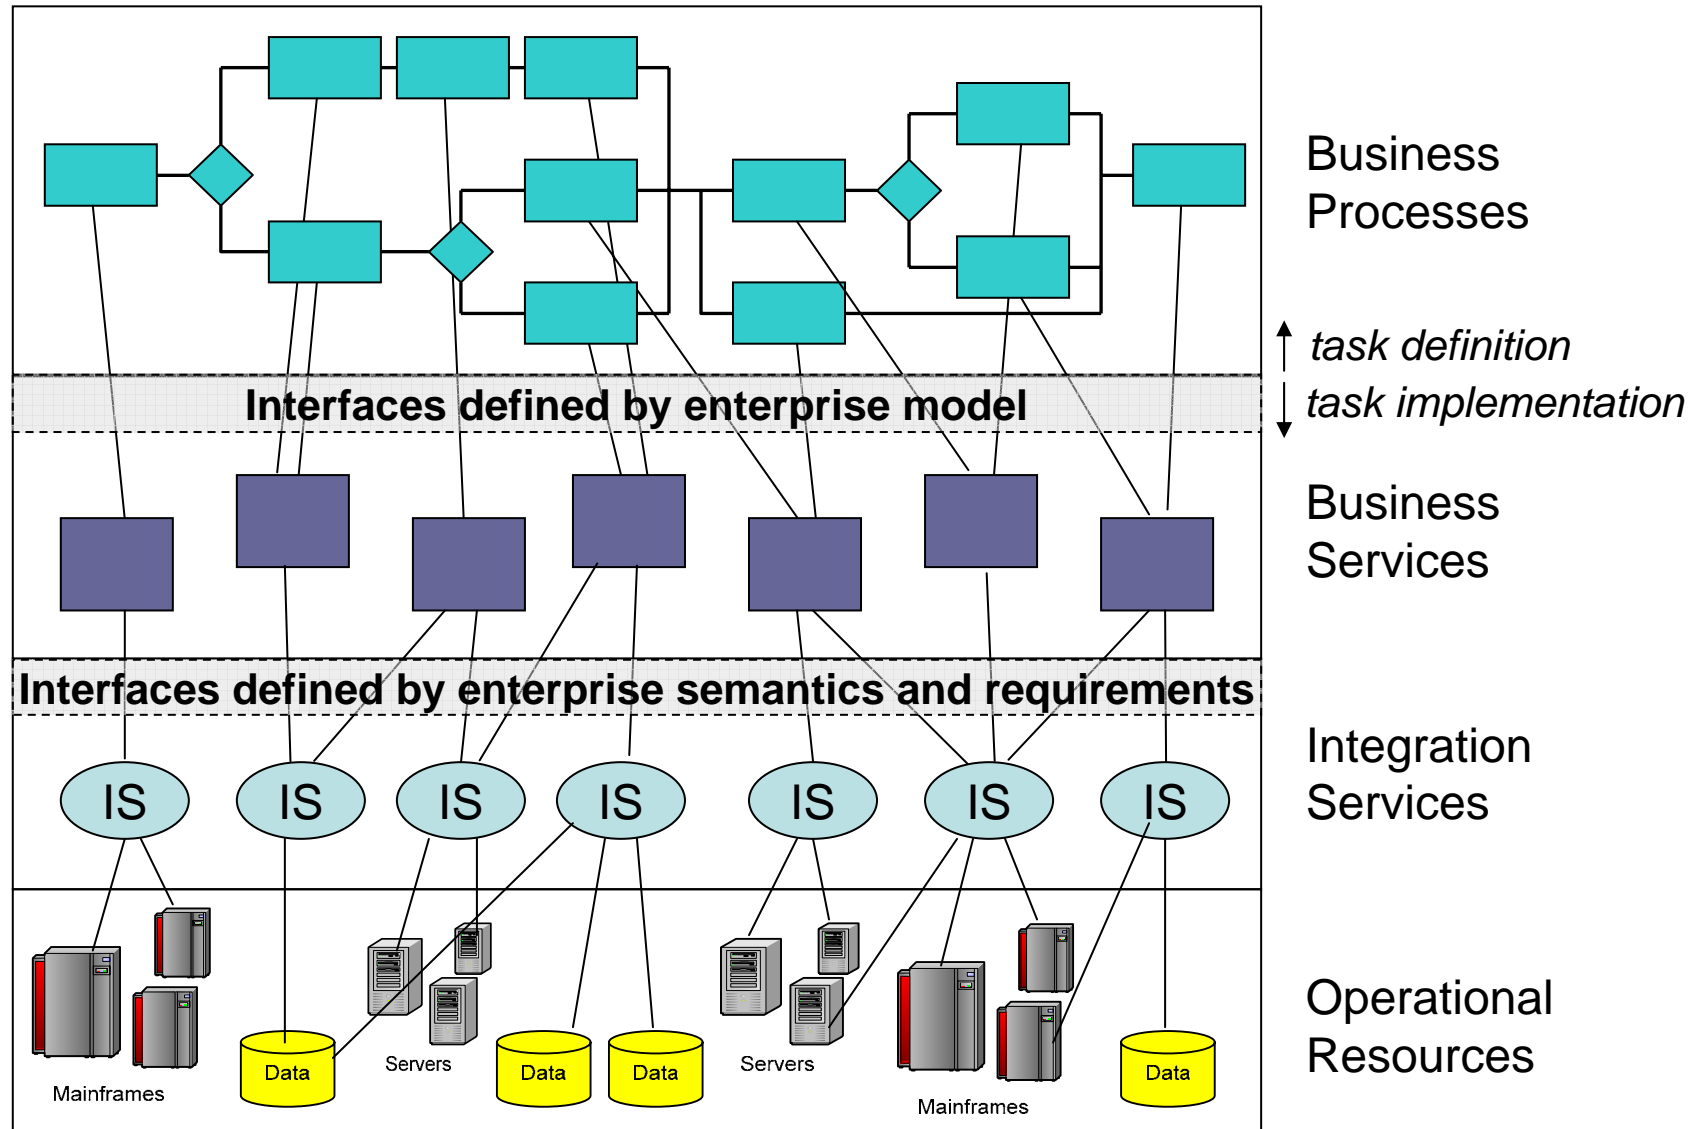 Business
Processes
task definition
Interfaces defined by enterprise model
task implementation
Business
Services
Interfaces defined by enterprise semantics and requirements
Integration
Services
IS
IS
IS
IS
IS
IS
IS
Operational
Resources
Mainframes
Data
Servers
Data
Data
Servers
Mainframes
Data